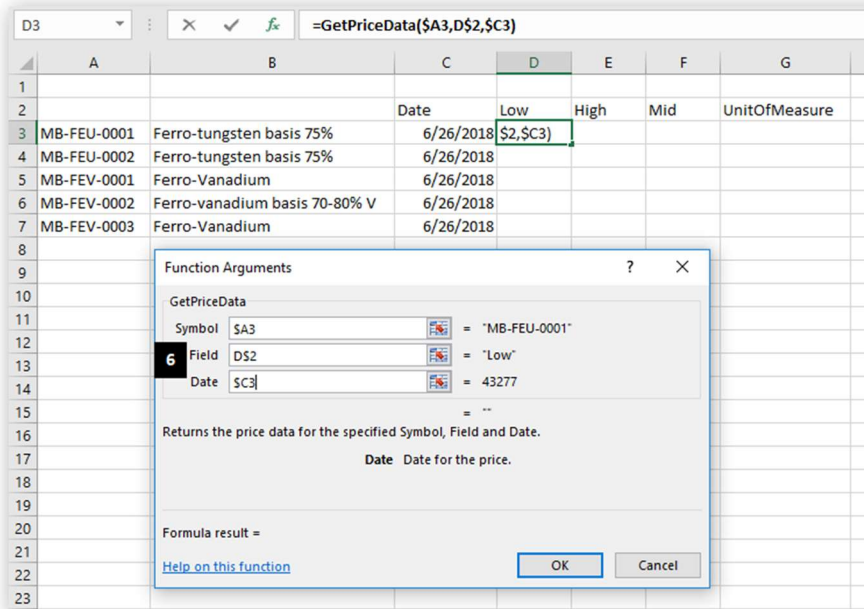 D3 fx =GetPriceData($A3,D$2,$C3)
A B C D E F G
1
2 Date Low High Mid UnitOfMeasure
3 MB-FEU-0001 Ferro-tungsten basis 75% 6/26/2018 $2,$C3)
4 MB-FEU-0002 Ferro-tungsten basis 75% 6/26/2018
5 MB-FEV-0001 Ferro-Vanadium 6/26/2018
6 MB-FEV-0002 Ferro-vanadium basis 70-80% V 6/26/2018
7 MB-FEV-0003 Ferro-Vanadium 6/26/2018
8
9
10
11
12
13
14
15
16
17
18
19
20
21
22
23
Function Arguments ?
GetPriceData
Symbol $A3 = "MB-FEU-0001"
6 Field D$2 = "Low"
Date $C3 = 43277
= ""
Returns the price data for the specified Symbol, Field and Date.
Date Date for the price.
Formula result =
Help on this function OK Cancel